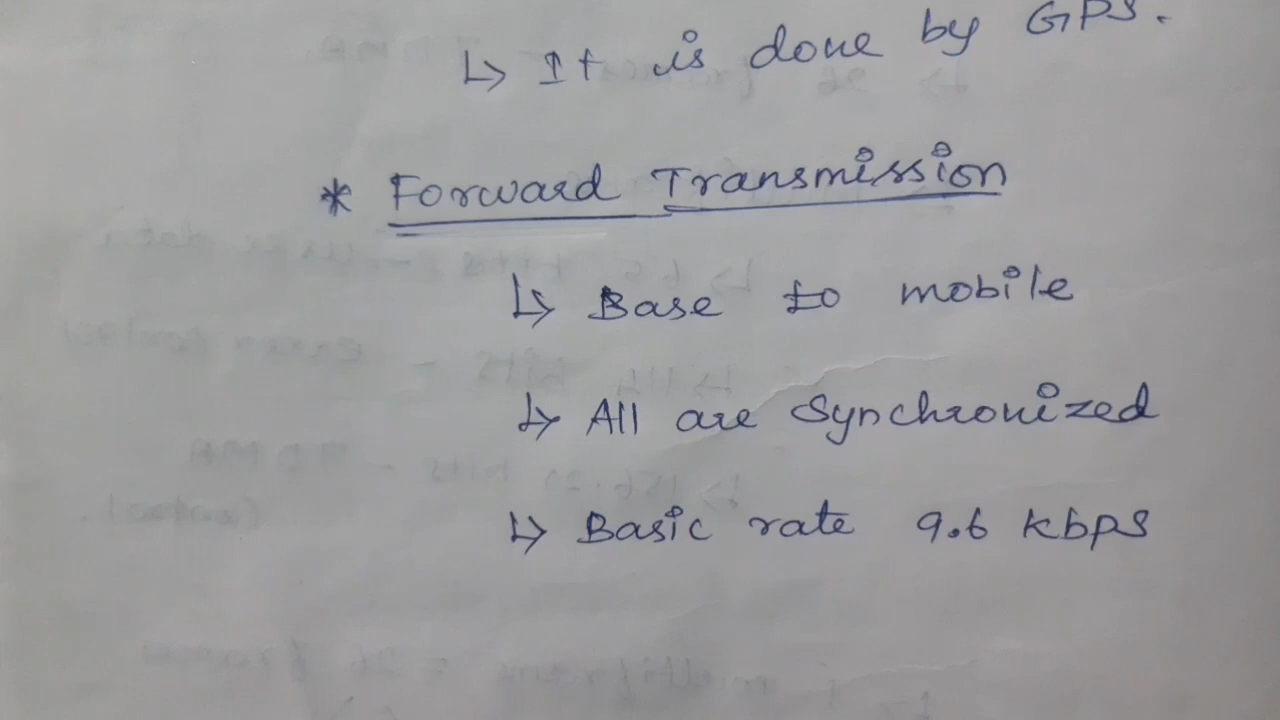 ↳ It is done by GPS.
* Forward Transmission
↳ Base to mobile
↳ All are Synchronized
↳ Basic rate 9.6 kbps